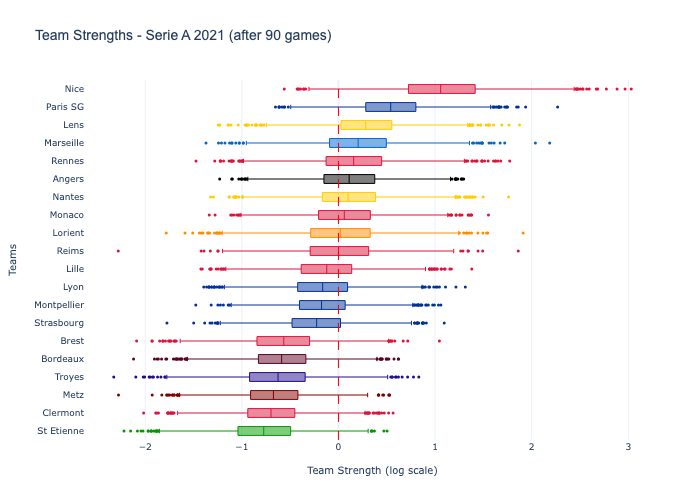 Team Strengths - Serie A 2021 (after 90 games)
Nice
Paris SG
Lens
Marseille
Rennes
Angers
Nantes
Monaco
Lorient
Reims
Lille
Lyon
Montpellier
Strasbourg
Brest
Bordeaux
Troyes
Metz
Clermont
St Etienne
Teams
−2
−1
0
1
2
3
Team Strength (log scale)